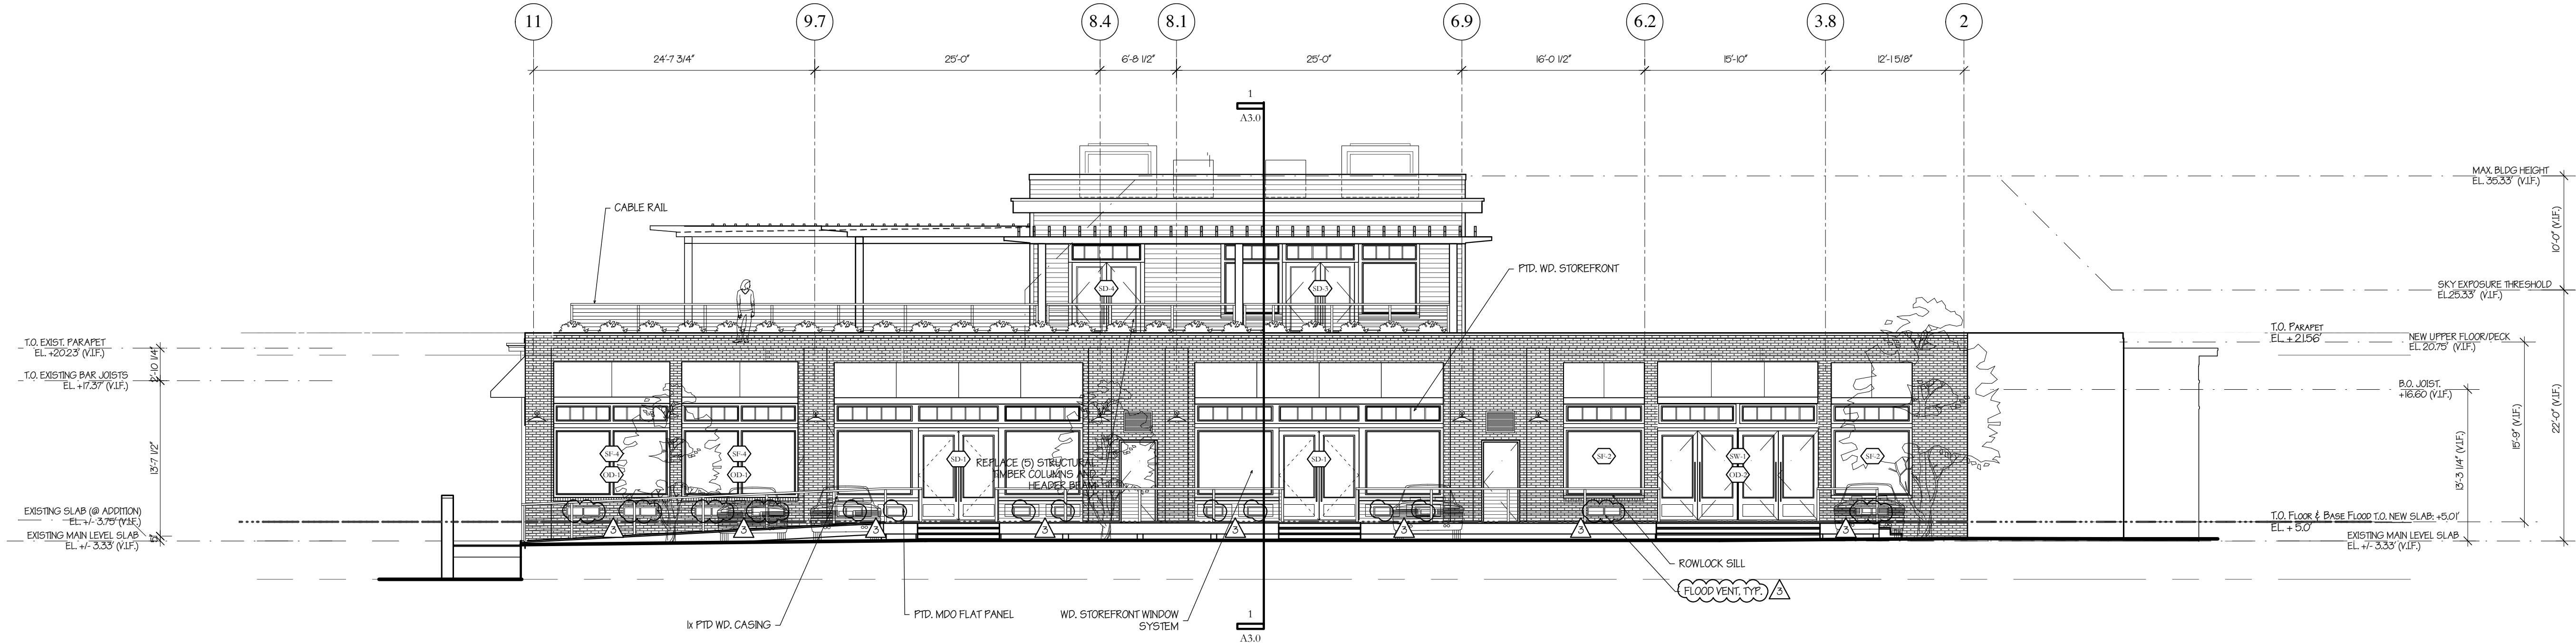 11
9.7
8.4
8.1
6.9
6.2
3.8
2
24'-7 3/4"
25'-0"
6'-8 1/2"
25'-0"
16'-0 1/2"
15'-10"
12'-1 5/8"
1
A3.0
CABLE RAIL
PTD. WD. STOREFRONT
MAX. BLDG HEIGHT
EL. 35.33' (V.I.F.)
10'-0" (V.I.F.)
SKY EXPOSURE THRESHOLD
EL.25.33' (V.I.F.)
SD-4
SD-3
T.O. EXIST. PARAPET
EL. +20.23' (V.I.F.)
2'-10 1/4"
T.O. EXISTING BAR JOISTS
EL. +17.37' (V.I.F.)
13'-7 1/2"
T.O. PARAPET
EL. + 21.56'
NEW UPPER FLOOR/DECK
EL. 20.75' (V.I.F.)
B.O. JOIST.
+16.60 (V.I.F.)
22'-0" (V.I.F.)
15'-9" (V.I.F.)
13'-3 1/4" (V.I.F.)
SF-4
SF-4
SD-1
SD-1
SF-2
SW-1
OD-2
SF-2
REPLACE (5) STRUCTURAL
TIMBER COLUMNS AND
HEADER BEAM
EXISTING SLAB (@ ADDITION)
EL. +/- 3.75' (V.I.F.)
EXISTING MAIN LEVEL SLAB
EL. +/- 3.33' (V.I.F.)
3
3
3
3
3
3
3
3
T.O. FLOOR & BASE FLOOD T.O. NEW SLAB: +5.01'
EL. + 5.0'
EXISTING MAIN LEVEL SLAB
EL. +/- 3.33' (V.I.F.)
ROWLOCK SILL
FLOOD VENT, TYP.
3
1X PTD WD. CASING
PTD. MDO FLAT PANEL
WD. STOREFRONT WINDOW
SYSTEM
1
A3.0